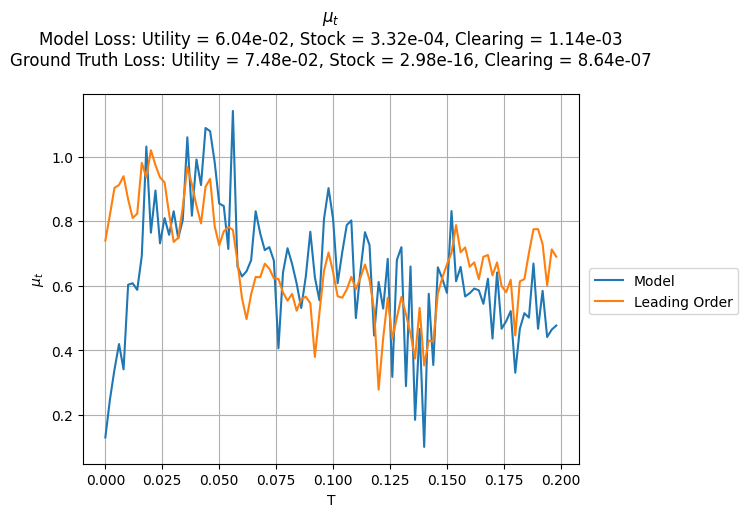 μₜ
Model Loss: Utility = 6.04e-02, Stock = 3.32e-04, Clearing = 1.14e-03
Ground Truth Loss: Utility = 7.48e-02, Stock = 2.98e-16, Clearing = 8.64e-07
μₜ
1.0
0.8
0.6
0.4
0.2
0.000 0.025 0.050 0.075 0.100 0.125 0.150 0.175 0.200
T
Model
Leading Order